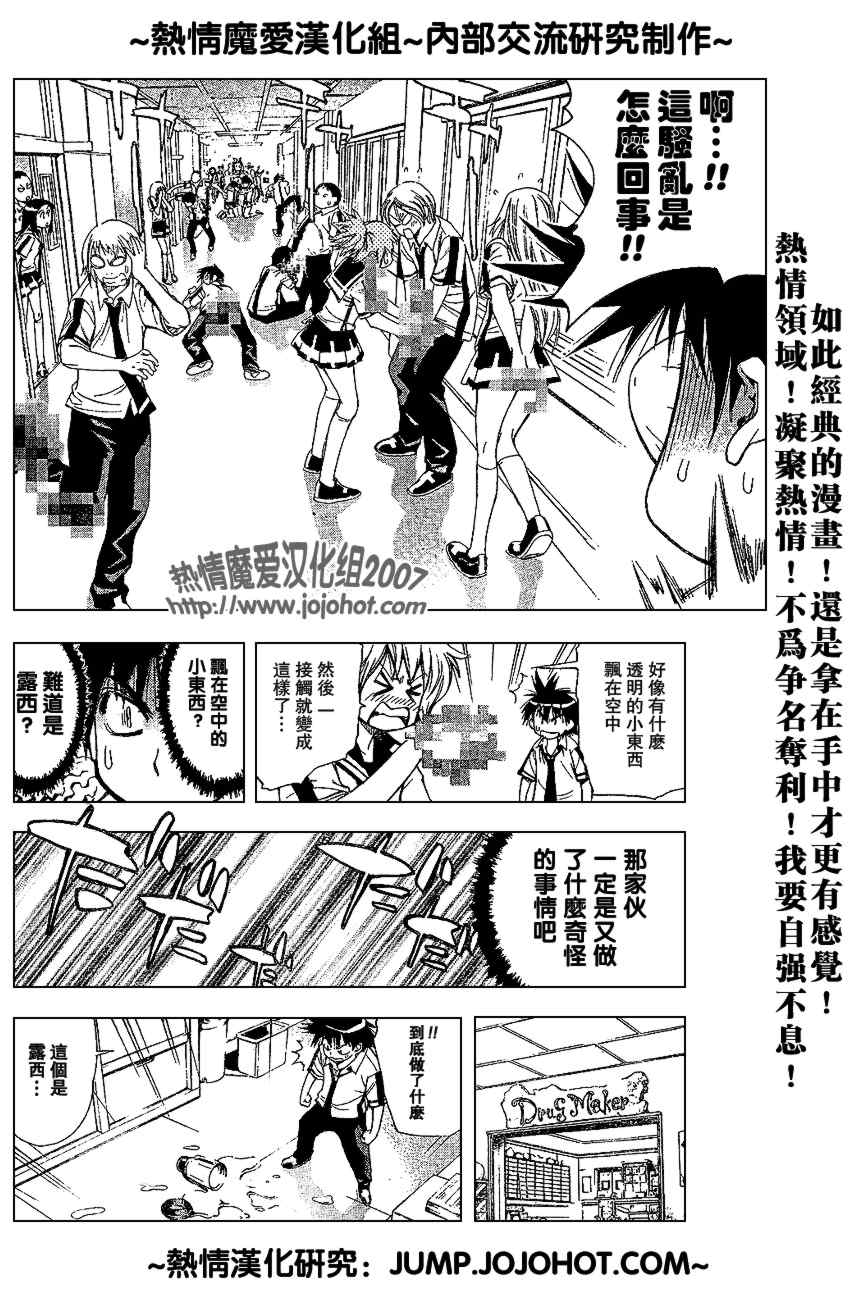 ~熱情魔愛漢化組~內部交流研究制作~
啊…!!
這騷亂是
怎麼回事!!
如此經典的漫畫！還是拿在手中才更有感覺！
熱情領域！凝聚熱情！不爲争名奪利！我要自强不息！
熱情魔爱汉化组2007
http://www.jojohot.com
好像有什麽
透明的小東西
飄在空中
然後一
接觸就變成
這樣了…
飄在空中的
小東西?
難道是
露西?
那家伙
一定是又做
了什麼奇怪
的事情吧
Drug Maker
!!
到底做了什麽
這個是
露西…
~熱情漢化研究：JUMP.JOJOHOT.COM~